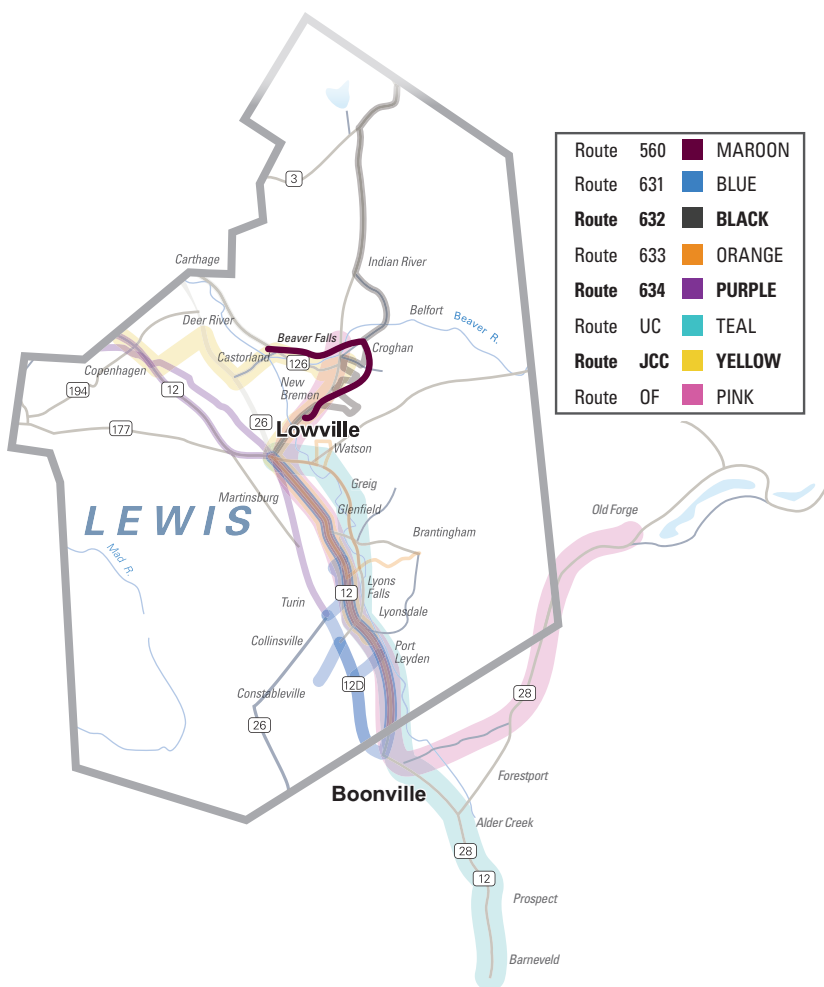 Route 560 MAROON
Route 631 BLUE
Route 632 BLACK
Route 633 ORANGE
Route 634 PURPLE
Route UC TEAL
Route JCC YELLOW
Route OF PINK
3
Carthage
Indian River
Belfort
Beaver R.
Deer River
Beaver Falls
Croghan
Castorland
126
Copenhagen
12
194
New
Bremen
26
177
Lowville
Watson
Greig
Martinsburg
Glenfield
Old Forge
LEWIS
Brantingham
Mad R.
Lyons
Falls
12
Turin
Lyonsdale
Collinsville
Port
Leyden
12D
Constableville
28
26
Forestport
Boonville
Alder Creek
28
12
Prospect
Barneveld